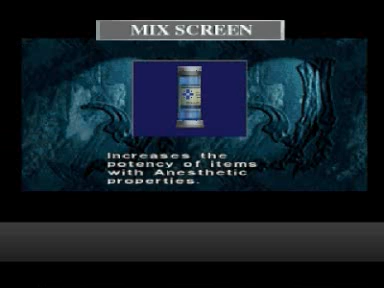 MIX SCREEN
Increases the
potency of items
with Anesthetic
properties.